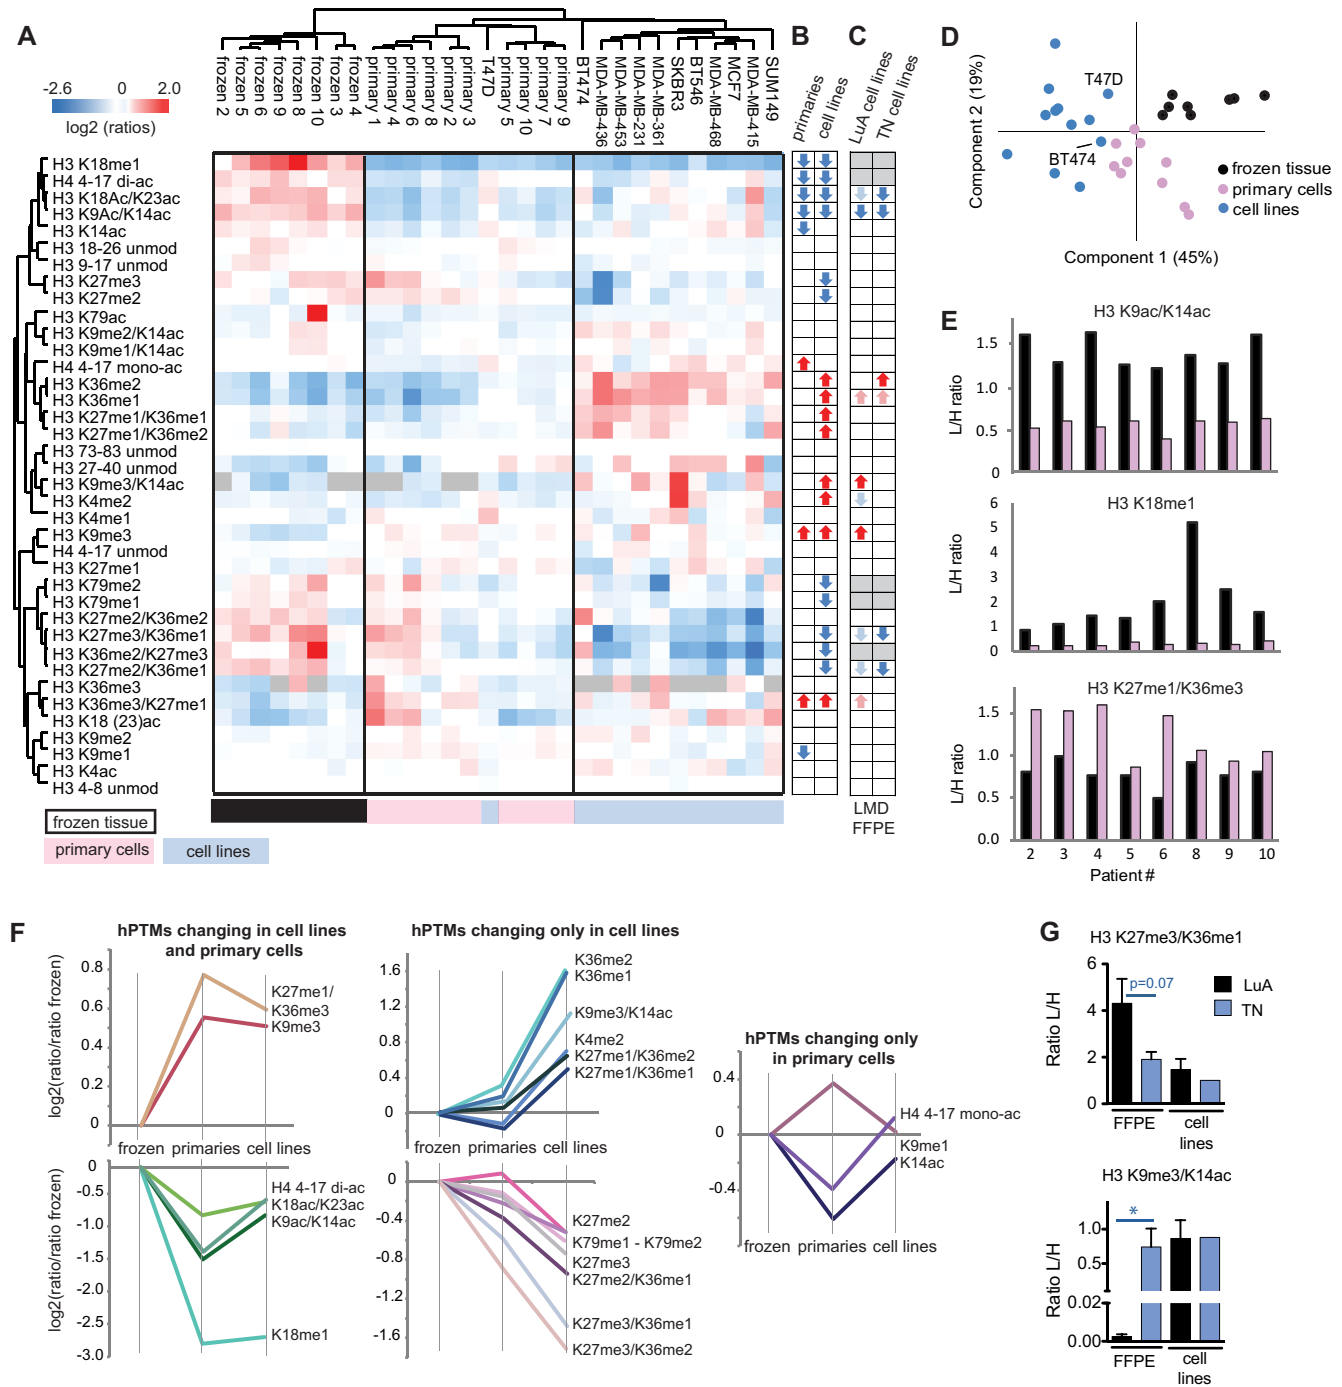 A
B
C
D
-2.6 0 2.0
log2 (ratios)
frozen 2
frozen 5
frozen 6
frozen 9
frozen 8
frozen 10
frozen 3
frozen 4
primary 1
primary 4
primary 6
primary 8
primary 2
primary 3
T47D
primary 5
primary 10
primary 7
primary 9
BT474
MDA-MB-436
MDA-MB-453
MDA-MB-231
MDA-MB-361
SKBR3
BT546
MDA-MB-468
MCF7
MDA-MB-415
SUM149
primaries
cell lines
LuA cell lines
TN cell lines
H3 K18me1
H4 4-17 di-ac
H3 K18Ac/K23ac
H3 K9Ac/K14ac
H3 K14ac
H3 18-26 unmod
H3 9-17 unmod
H3 K27me3
H3 K27me2
H3 K79ac
H3 K9me2/K14ac
H3 K9me1/K14ac
H4 4-17 mono-ac
H3 K36me2
H3 K36me1
H3 K27me1/K36me1
H3 K27me1/K36me2
H3 73-83 unmod
H3 27-40 unmod
H3 K9me3/K14ac
H3 K4me2
H3 K4me1
H3 K9me3
H4 4-17 unmod
H3 K27me1
H3 K79me2
H3 K79me1
H3 K27me2/K36me2
H3 K27me3/K36me1
H3 K36me2/K27me3
H3 K27me2/K36me1
H3 K36me3
H3 K36me3/K27me1
H3 K18 (23)ac
H3 K9me2
H3 K9me1
H3 K4ac
H3 4-8 unmod
frozen tissue
primary cells
cell lines
LMD
FFPE
Component 2 (19%)
T47D
BT474
frozen tissue
primary cells
cell lines
Component 1 (45%)
E
H3 K9ac/K14ac
L/H ratio
1.5
1.0
0.5
0
H3 K18me1
L/H ratio
6
5
3
2
1
0
H3 K27me1/K36me3
L/H ratio
1.5
1.0
0.5
0.0
2 3 4 5 6 8 9 10
Patient #
F
hPTMs changing in cell lines
and primary cells
log2(ratio/ratio frozen)
0.8
0.6
0.4
0.2
0
K27me1/
K36me3
K9me3
frozen primaries cell lines
log2(ratio/ratio frozen)
0
-0.5
-1.0
-1.5
-2.0
-2.5
-3.0
H4 4-17 di-ac
K18ac/K23ac
K9ac/K14ac
K18me1
hPTMs changing only in cell lines
1.6
1.2
0.8
0.4
0
K36me2
K36me1
K9me3/K14ac
K4me2
K27me1/K36me2
K27me1/K36me1
frozen primaries cell lines
0
-0.4
-0.8
-1.2
-1.6
K27me2
K79me1 - K79me2
K27me3
K27me2/K36me1
K27me3/K36me1
K27me3/K36me2
hPTMs changing only
in primary cells
0.4
0
-0.4
H4 4-17 mono-ac
K9me1
K14ac
frozen primaries cell lines
G
H3 K27me3/K36me1
Ratio L/H
6
4
2
0
p=0.07
LuA
TN
FFPE
cell
lines
H3 K9me3/K14ac
Ratio L/H
1.0
0.5
0.02
0.00
*
FFPE
cell
lines